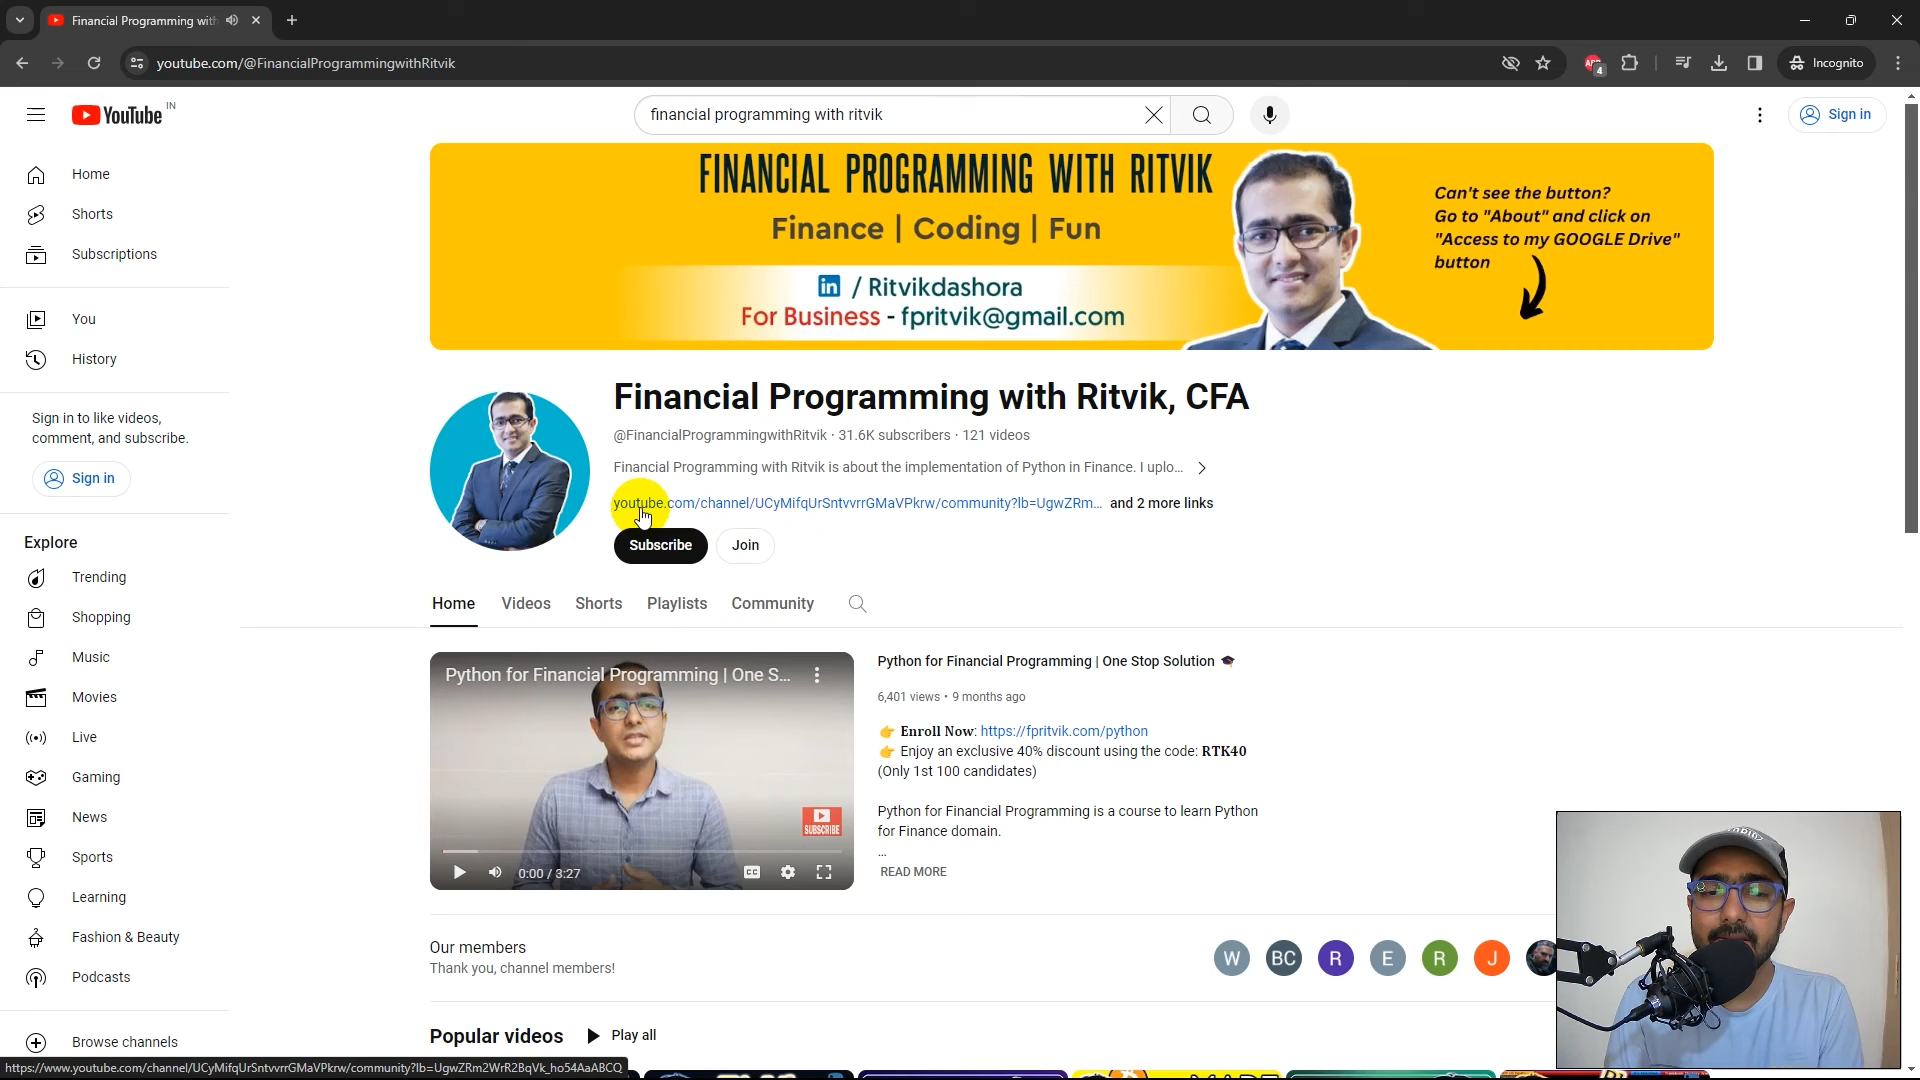 Financial Programming with
youtube.com/@FinancialProgrammingwithRitvik
4
Incognito
YouTube IN
financial programming with ritvik
Sign in
Home
Shorts
Subscriptions
You
History
Sign in to like videos,
comment, and subscribe.
Sign in
Explore
Trending
Shopping
Music
Movies
Live
Gaming
News
Sports
Learning
Fashion & Beauty
Podcasts
Browse channels
FINANCIAL PROGRAMMING WITH RITVIK
Finance | Coding | Fun
in / Ritvikdashora
For Business - fpritvik@gmail.com
Can't see the button?
Go to "About" and click on
"Access to my GOOGLE Drive"
button
Financial Programming with Ritvik, CFA
@FinancialProgrammingwithRitvik · 31.6K subscribers · 121 videos
Financial Programming with Ritvik is about the implementation of Python in Finance. I uplo...
youtube.com/channel/UCyMifqUrSntvvrrGMaVPkrw/community?lb=UgwZRm... and 2 more links
Subscribe Join
Home Videos Shorts Playlists Community
Python for Financial Programming | One S...
SUBSCRIBE
0:00 / 3:27
CC
Python for Financial Programming | One Stop Solution
6,401 views • 9 months ago
Enroll Now: https://fpritvik.com/python
Enjoy an exclusive 40% discount using the code: RTK40
(Only 1st 100 candidates)
Python for Financial Programming is a course to learn Python
for Finance domain.
...
READ MORE
Our members
Thank you, channel members!
W BC R E R J
Popular videos Play all
https://www.youtube.com/channel/UCyMifqUrSntvvrrGMaVPkrw/community?lb=UgwZRm2WrR2BqVk_ho54AaABCQ